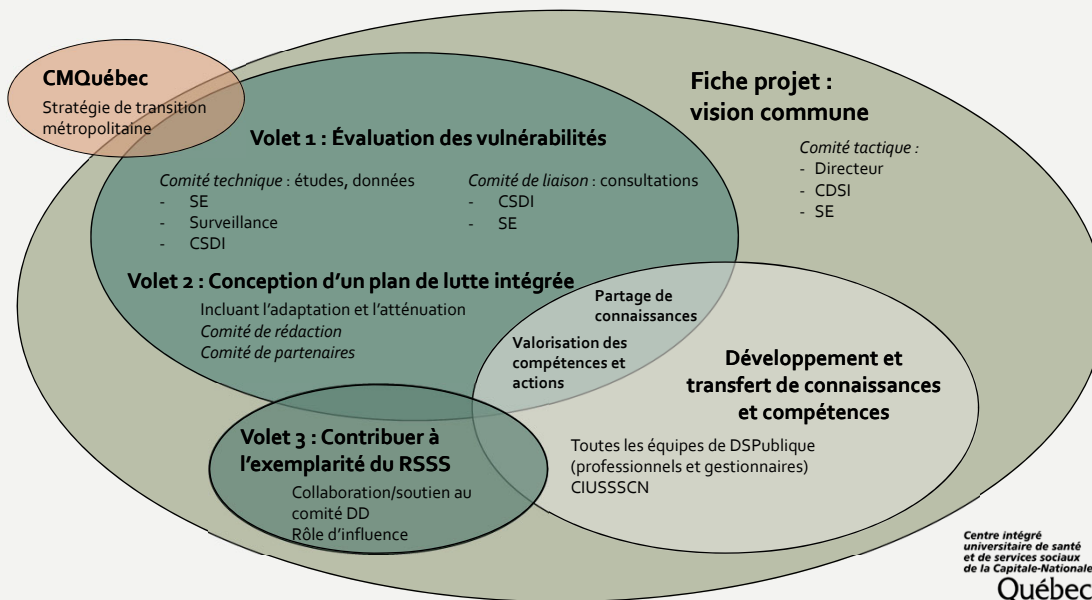 CMQuébec
Stratégie de transition
métropolitaine
Fiche projet :
vision commune
Comité tactique :
- Directeur
- CDSI
- SE
Volet 1 : Évaluation des vulnérabilités
Comité technique : études, données
- SE
- Surveillance
- CSDI
Comité de liaison : consultations
- CSDI
- SE
Volet 2 : Conception d’un plan de lutte intégrée
Incluant l’adaptation et l’atténuation
Comité de rédaction
Comité de partenaires
Partage de
connaissances
Valorisation des
compétences et
actions
Développement et
transfert de connaissances
et compétences
Toutes les équipes de DSPublique
(professionnels et gestionnaires)
CIUSSSCN
Volet 3 : Contribuer à
l’exemplarité du RSSS
Collaboration/soutien au
comité DD
Rôle d’influence
Centre intégré
universitaire de santé
et de services sociaux
de la Capitale-Nationale
Québec